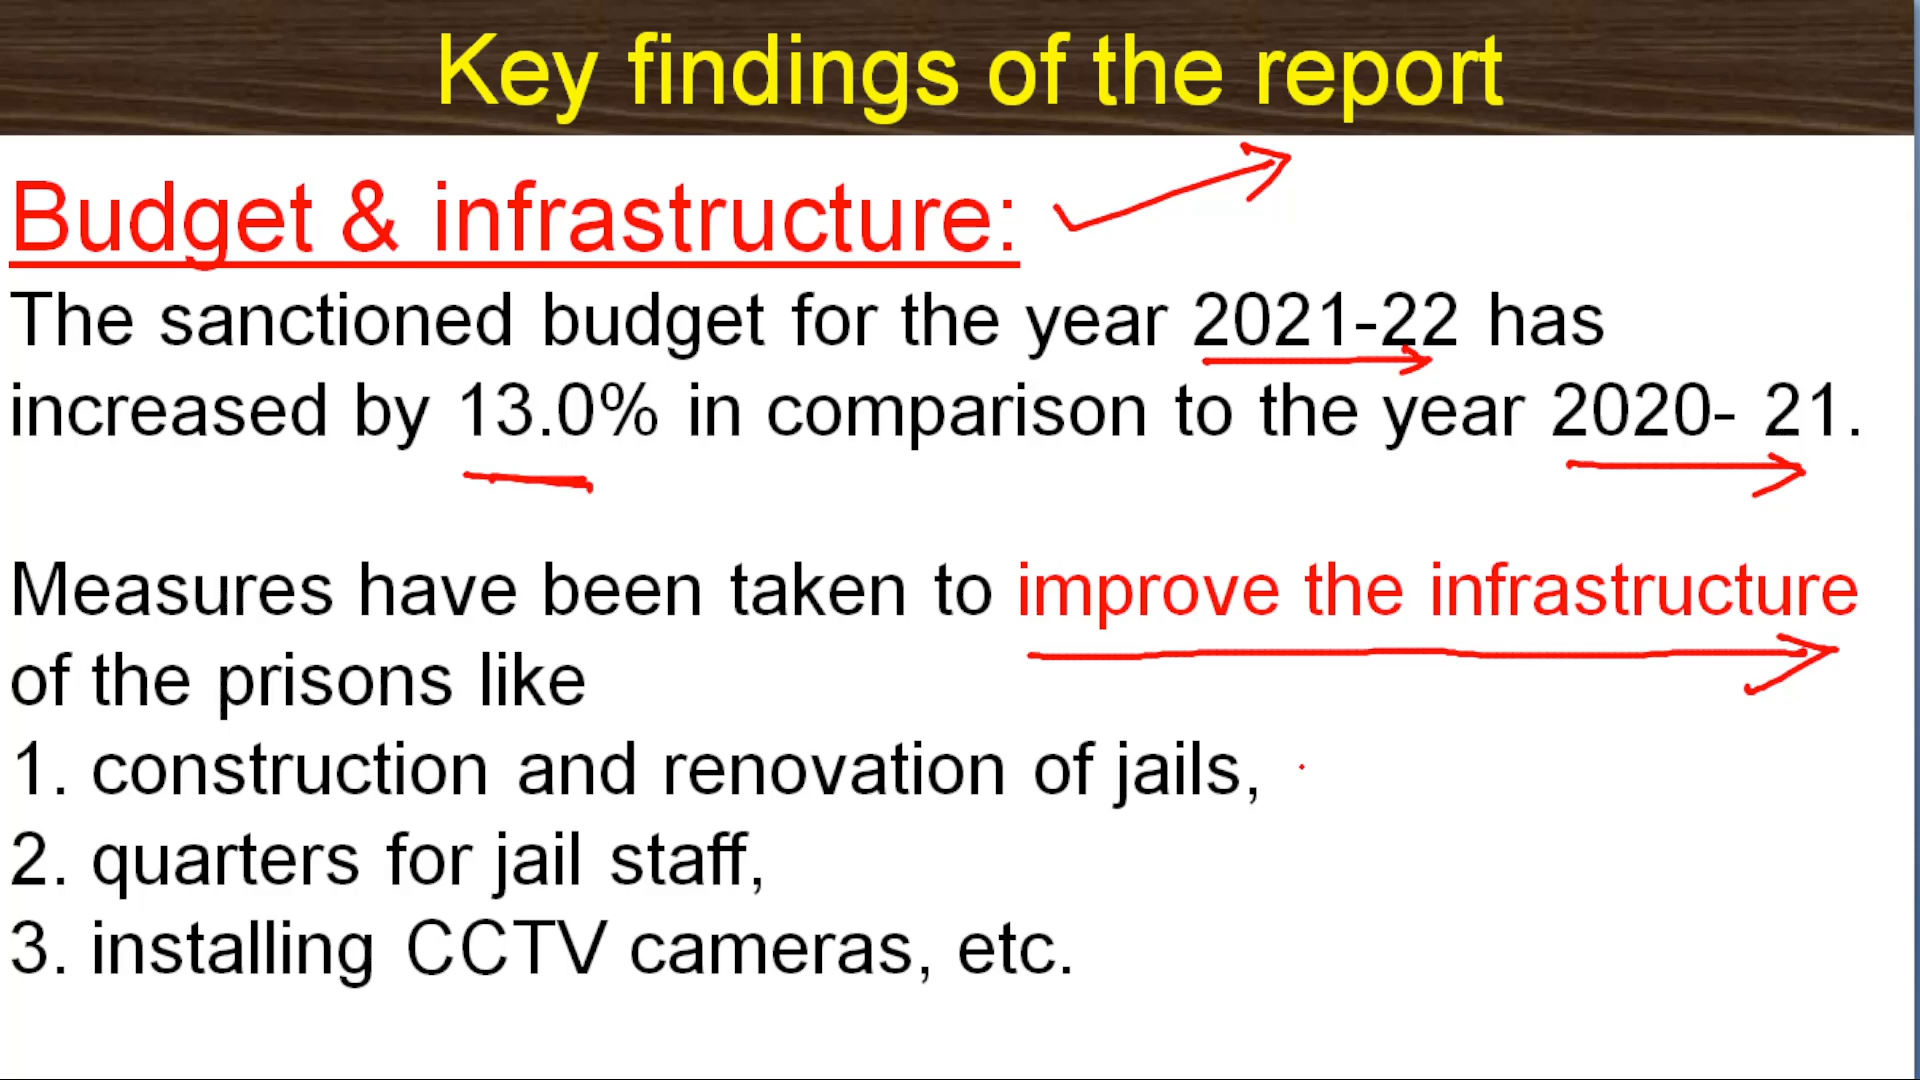 Key findings of the report
Budget & infrastructure:
The sanctioned budget for the year 2021-22 has
increased by 13.0% in comparison to the year 2020- 21.
Measures have been taken to improve the infrastructure
of the prisons like
1. construction and renovation of jails,
2. quarters for jail staff,
3. installing CCTV cameras, etc.